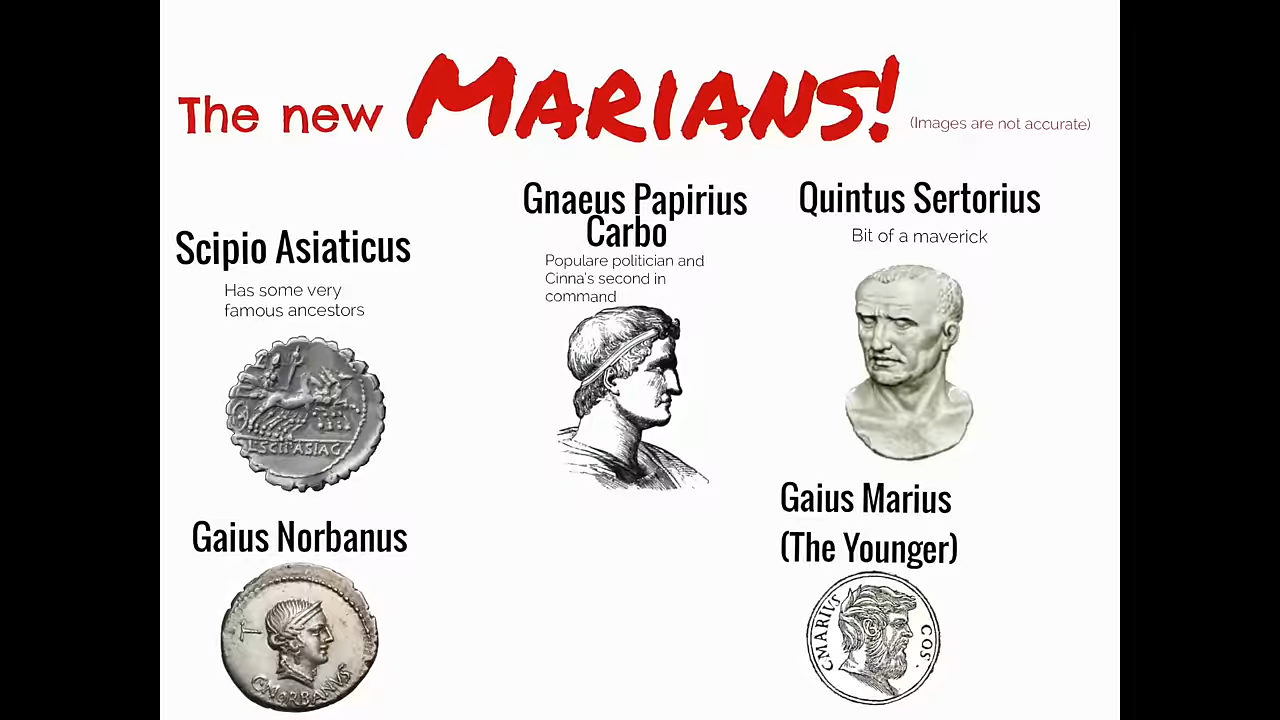 The new MARIANS!
(Images are not accurate)
Scipio Asiaticus
Has some very
famous ancestors
L·SCIP·ASIAG
Gnaeus Papirius
Carbo
Populare politician and
Cinna's second in
command
Quintus Sertorius
Bit of a maverick
Gaius Norbanus
C·NORBANVS
Gaius Marius
(The Younger)
C MARIVS COS.